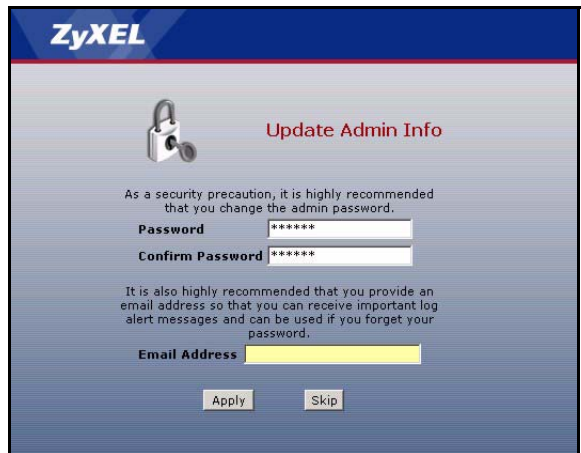 ZyXEL
Update Admin Info
As a security precaution, it is highly recommended
that you change the admin password.
Password ******
Confirm Password ******
It is also highly recommended that you provide an
email address so that you can receive important log
alert messages and can be used if you forget your
password.
Email Address
Apply Skip